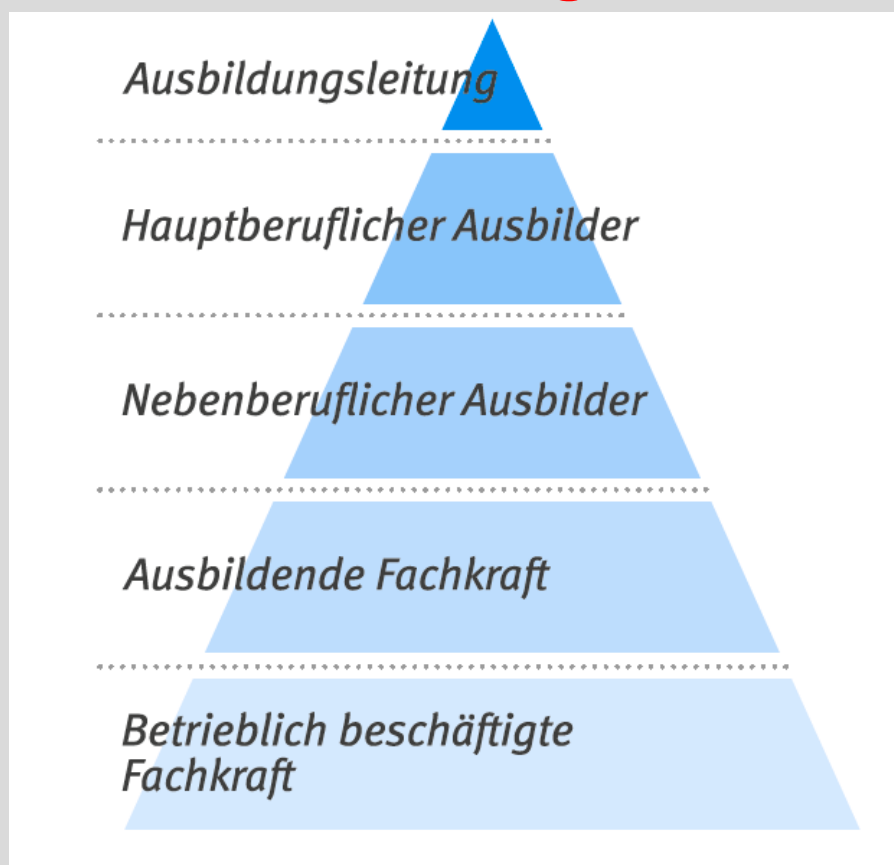 Ausbildungsleitung
Hauptberuflicher Ausbilder
Nebenberuflicher Ausbilder
Ausbildende Fachkraft
Betrieblich beschäftigte
Fachkraft